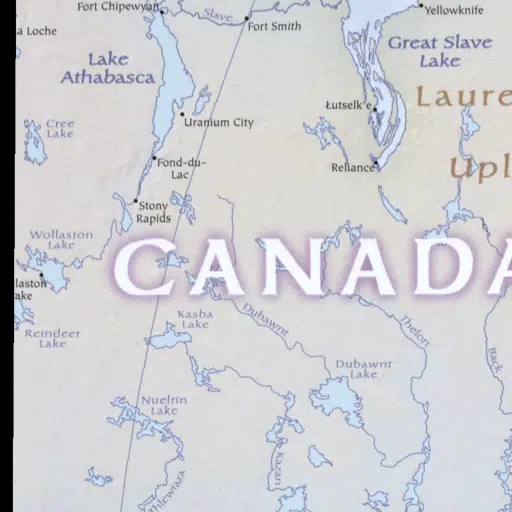 Fort Chipewyan
Slave
Fort Smith
Yellowknife
La Loche
Great Slave
Lake
Lake
Athabasca
Laure
Łutselk'e
Uranium City
Cree
Lake
Fond-du-
Lac
Reliance
Upl
Stony
Rapids
Wollaston
Lake
CANADA
llaston
ake
Kasba
Lake
Dubawnt
Thelon
Reindeer
Lake
Back
Dubawnt
Lake
Nueltin
Lake
Kazan
Thlewiaza